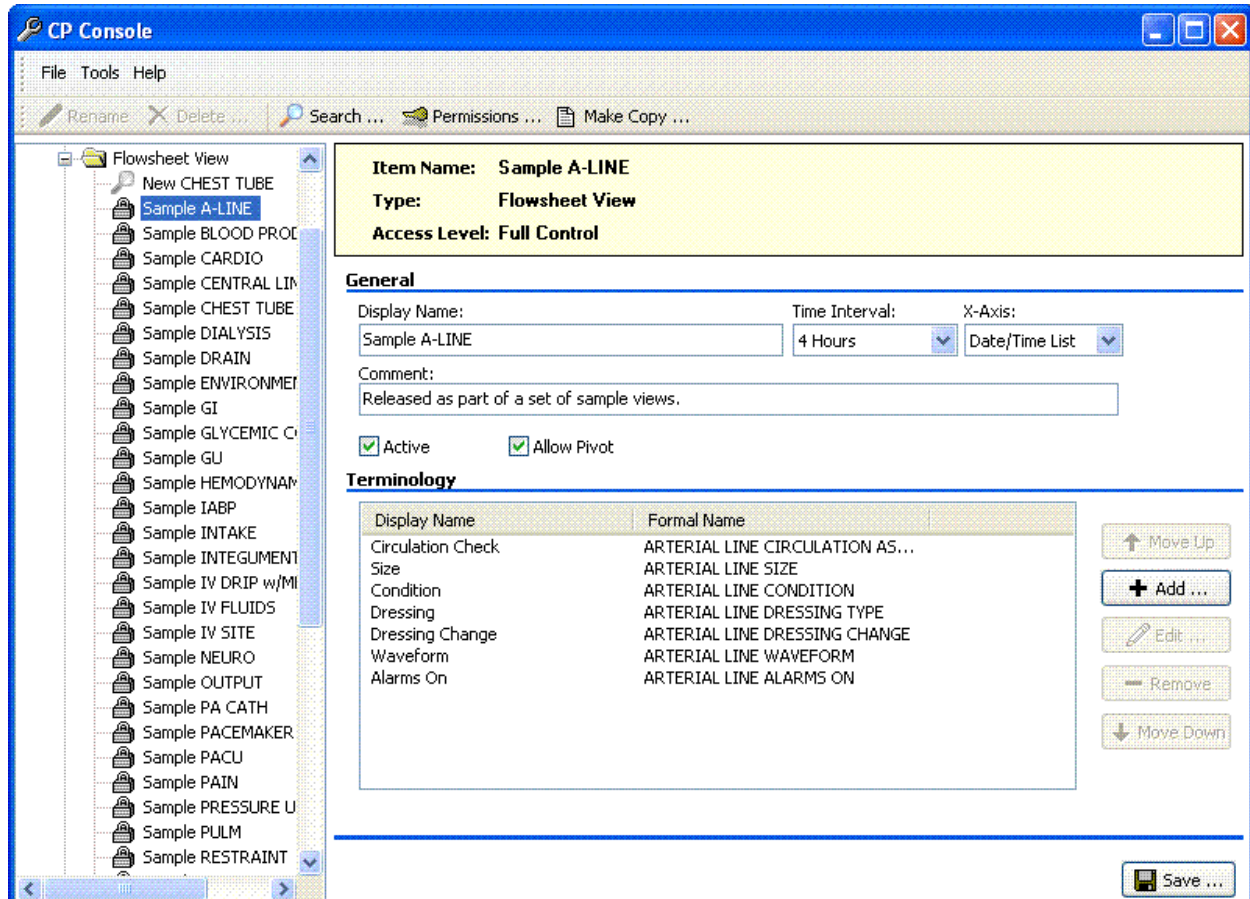 CP Console
File Tools Help
Rename Delete ... Search ... Permissions ... Make Copy ...
Flowsheet View
New CHEST TUBE
Sample A-LINE
Sample BLOOD PROD
Sample CARDIO
Sample CENTRAL LIN
Sample CHEST TUBE
Sample DIALYSIS
Sample DRAIN
Sample ENVIRONMEN
Sample GI
Sample GLYCEMIC C
Sample GU
Sample HEMODYNAM
Sample IABP
Sample INTAKE
Sample INTEGUMENT
Sample IV DRIP w/M
Sample IV FLUIDS
Sample IV SITE
Sample NEURO
Sample OUTPUT
Sample PA CATH
Sample PACEMAKER
Sample PACU
Sample PAIN
Sample PRESSURE U
Sample PULM
Sample RESTRAINT
Item Name: Sample A-LINE
Type: Flowsheet View
Access Level: Full Control
General
Display Name: Time Interval: X-Axis:
Sample A-LINE 4 Hours Date/Time List
Comment:
Released as part of a set of sample views.
Active Allow Pivot
Terminology
Display Name Formal Name
Circulation Check ARTERIAL LINE CIRCULATION AS...
Size ARTERIAL LINE SIZE
Condition ARTERIAL LINE CONDITION
Dressing ARTERIAL LINE DRESSING TYPE
Dressing Change ARTERIAL LINE DRESSING CHANGE
Waveform ARTERIAL LINE WAVEFORM
Alarms On ARTERIAL LINE ALARMS ON
Move Up
Add ...
Edit ...
Remove
Move Down
Save ...